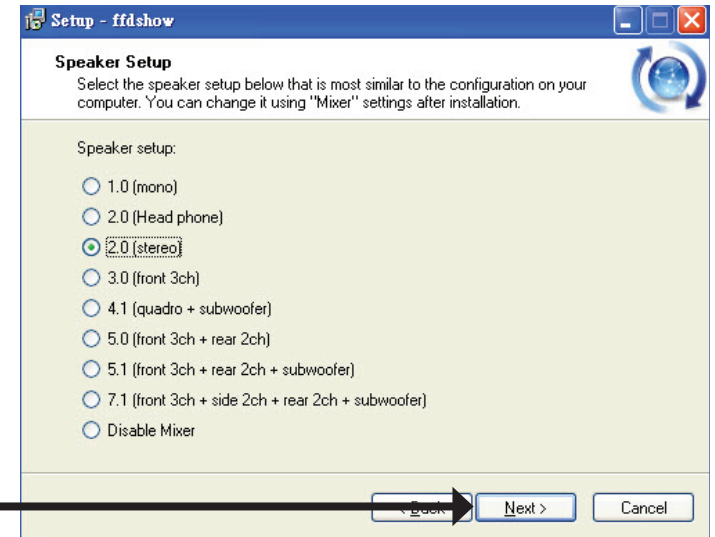 Setup - ffdshow
Speaker Setup
Select the speaker setup below that is most similar to the configuration on your
computer. You can change it using "Mixer" settings after installation.
Speaker setup:
1.0 (mono)
2.0 (Head phone)
2.0 (stereo)
3.0 (front 3ch)
4.1 (quadro + subwoofer)
5.0 (front 3ch + rear 2ch)
5.1 (front 3ch + rear 2ch + subwoofer)
7.1 (front 3ch + side 2ch + rear 2ch + subwoofer)
Disable Mixer
< Back Next > Cancel